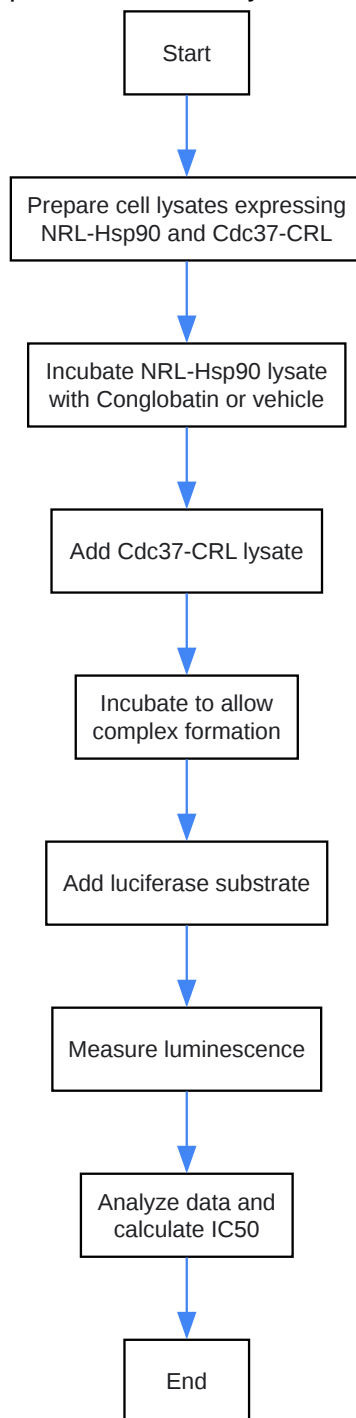 Start
Prepare cell lysates expressing
NRL-Hsp90 and Cdc37-CRL
Incubate NRL-Hsp90 lysate
with Conglobatin or vehicle
Add Cdc37-CRL lysate
Incubate to allow
complex formation
Add luciferase substrate
Measure luminescence
Analyze data and
calculate IC50
End